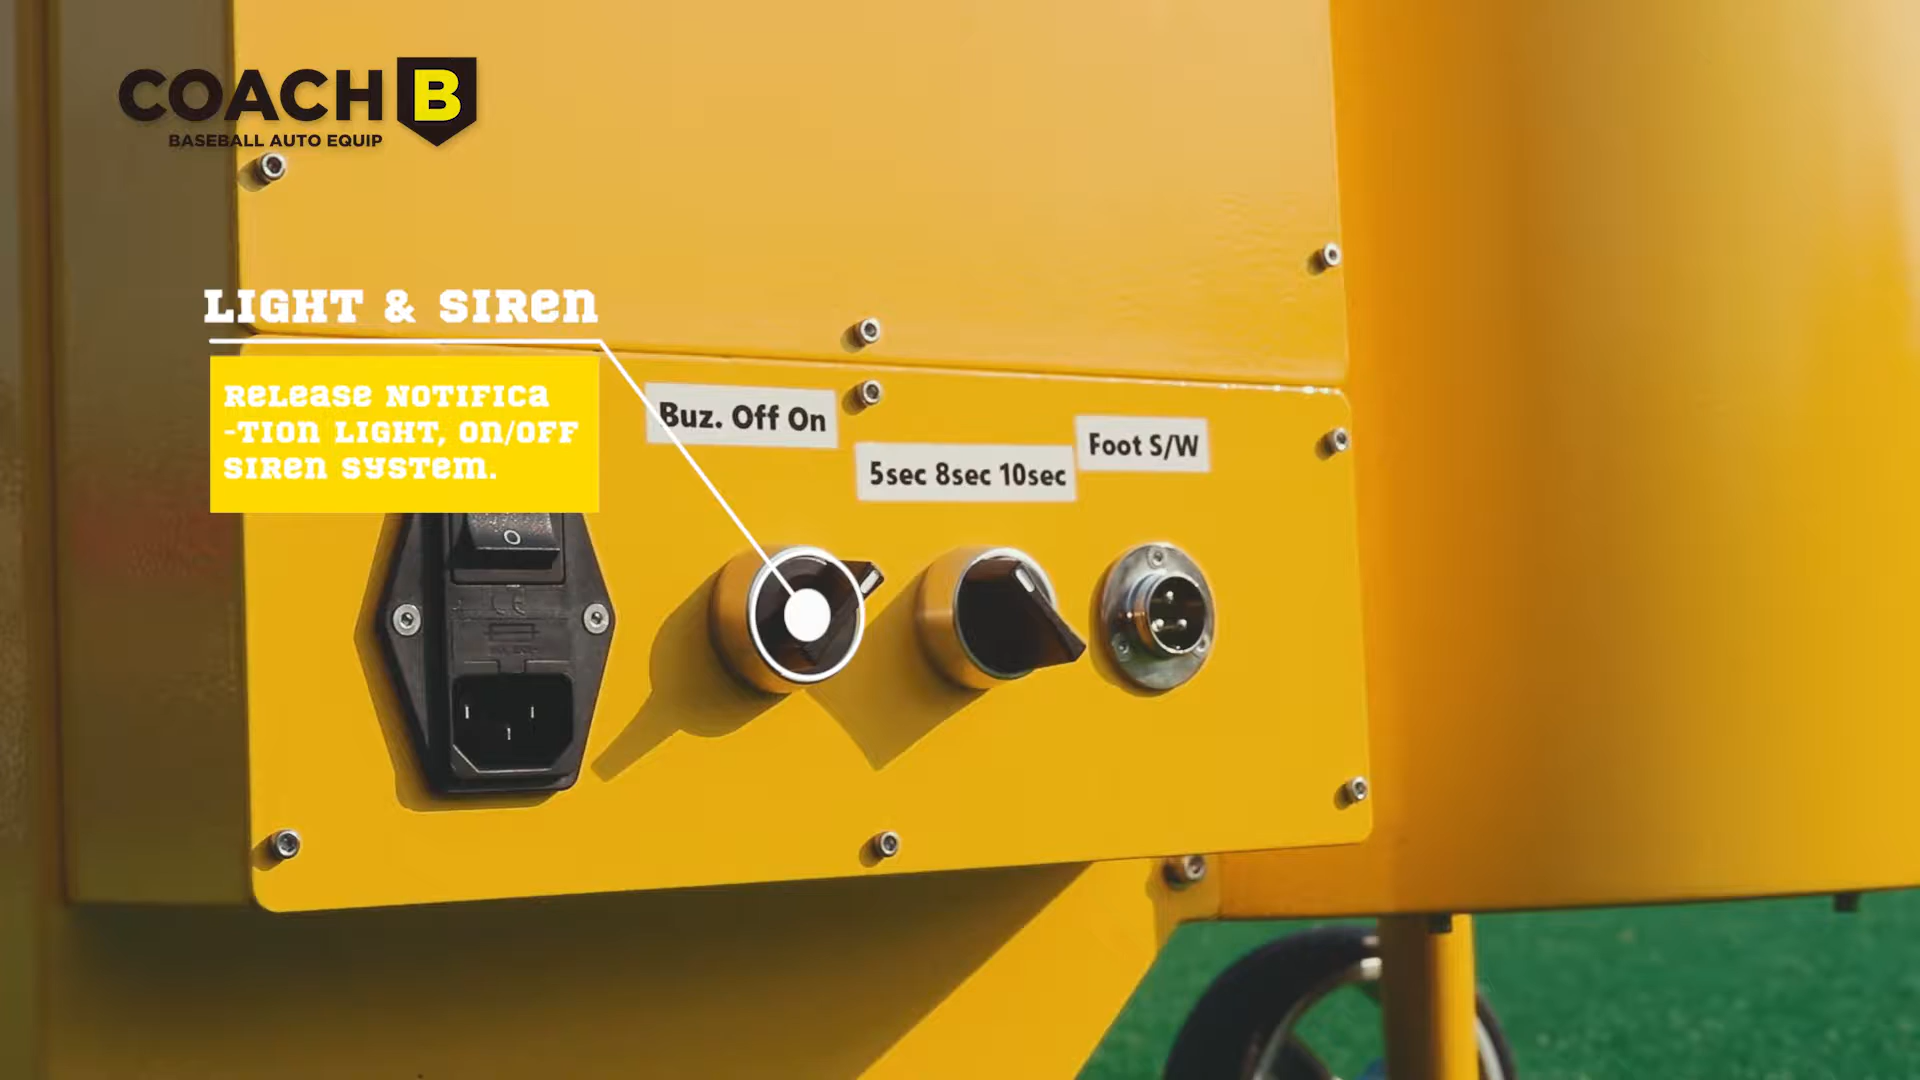 COACH B
BASEBALL AUTO EQUIP
LIGHT & SIREN
RELEASE NOTIFICA
-TION LIGHT, ON/OFF
SIREN SYSTEM.
Buz. Off On
5sec 8sec 10sec
Foot S/W